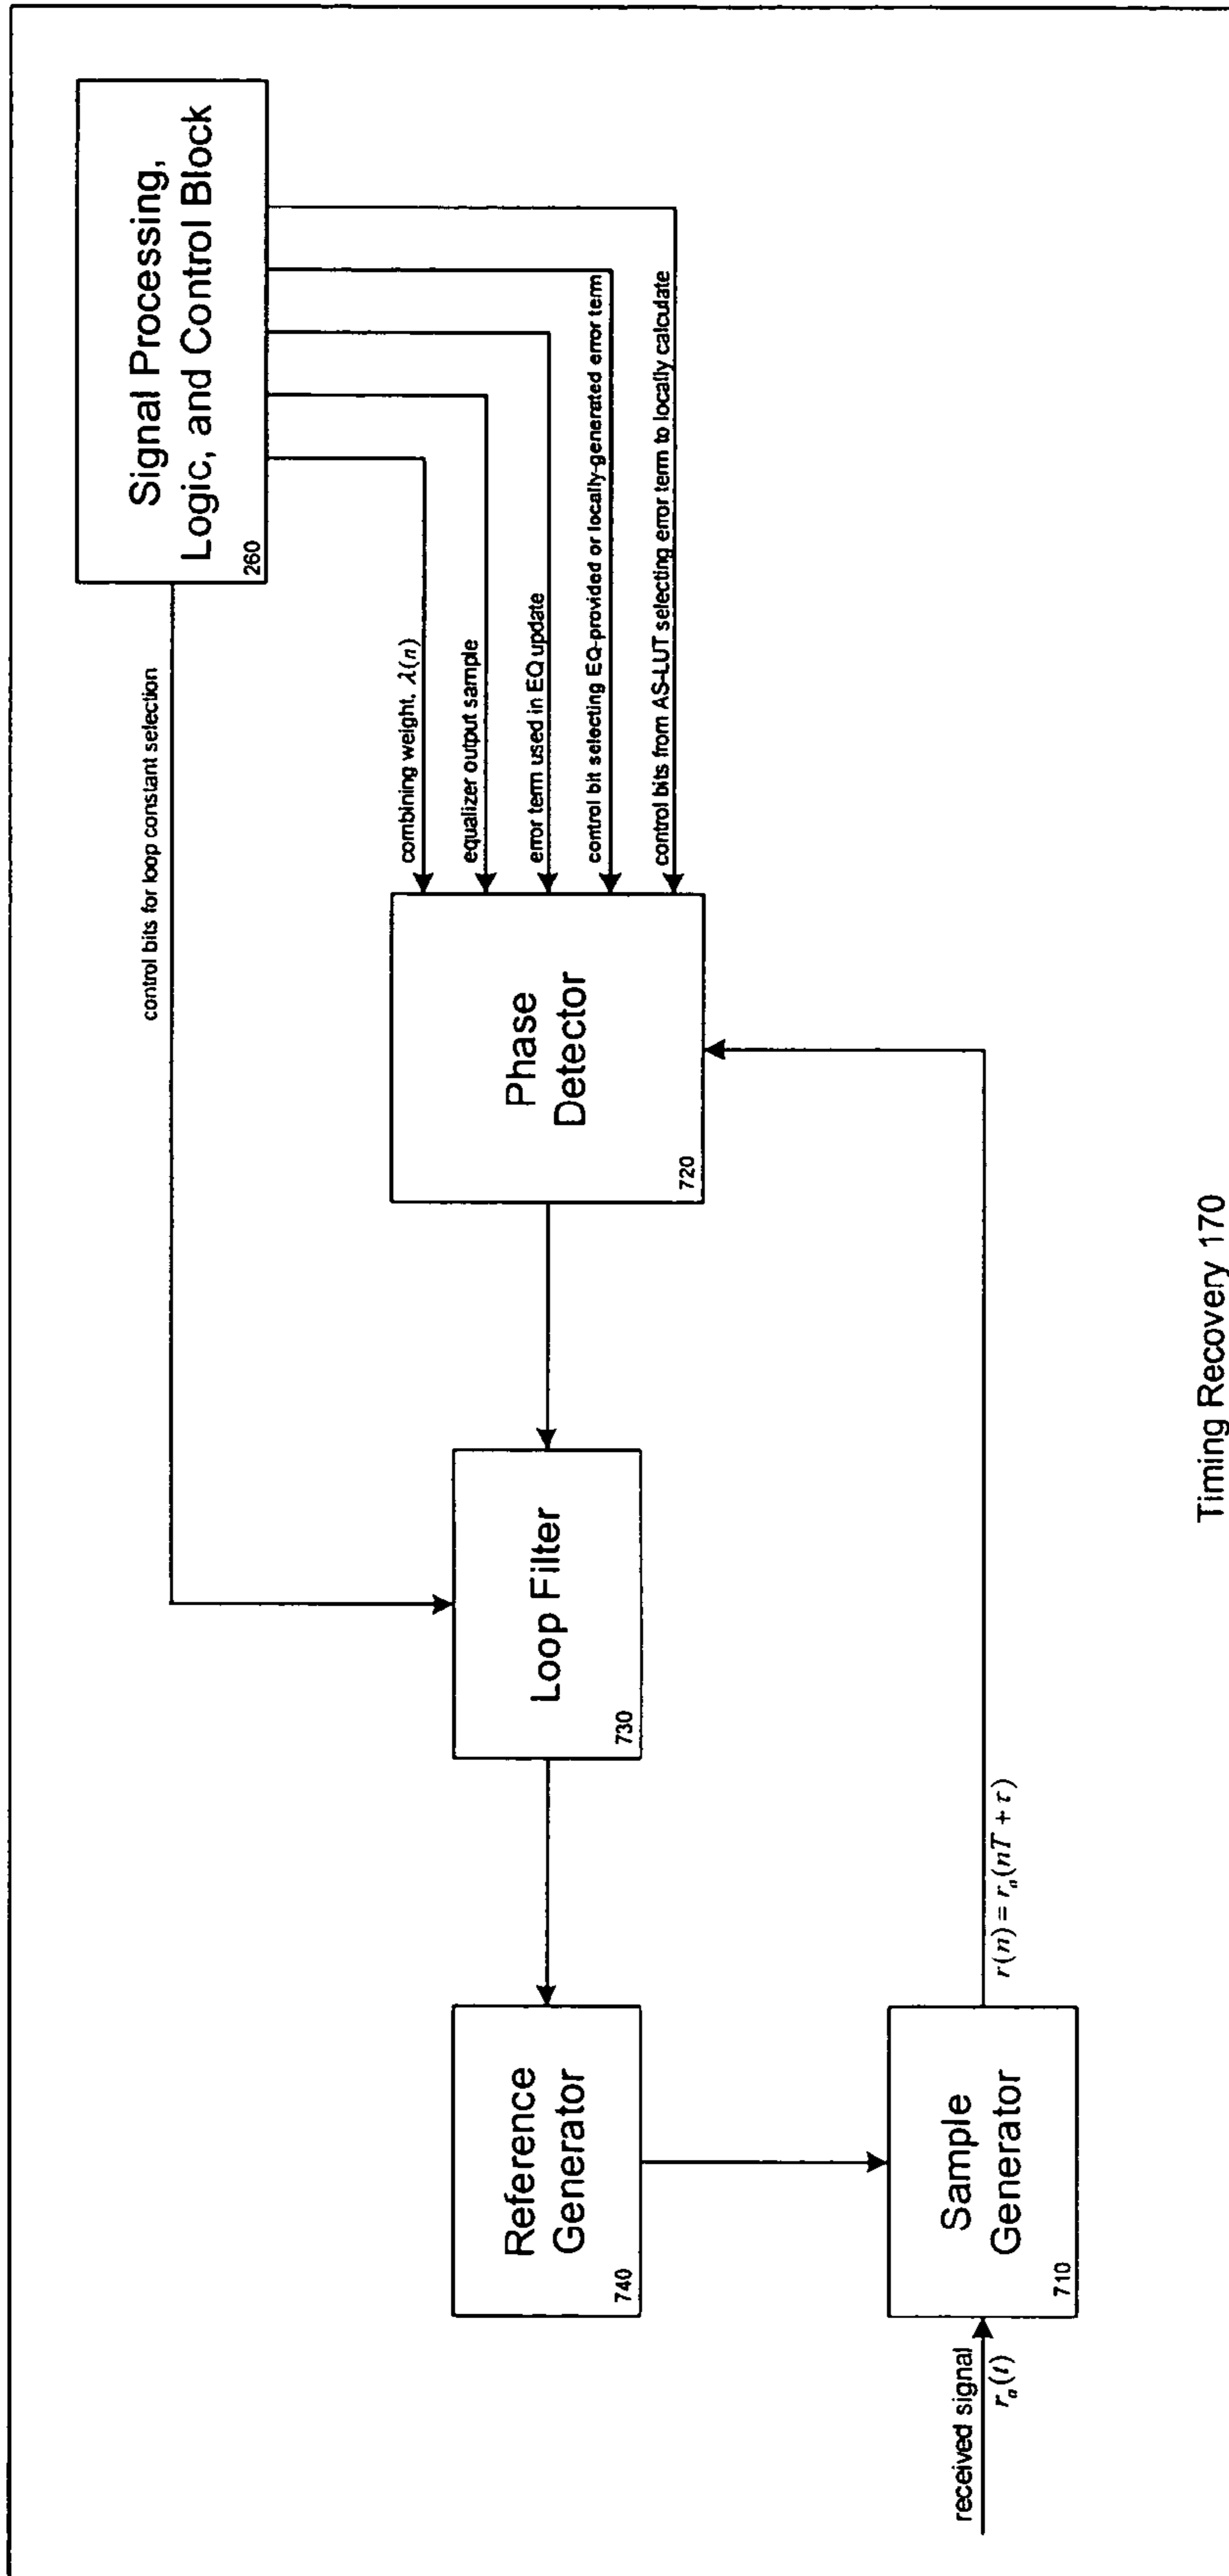 Signal Processing,
Logic, and Control Block
260
control bits for loop constant selection
combining weight, λ(n)
equalizer output sample
error term used in EQ update
control bit selecting EQ-provided or locally-generated error term
control bits from AS-LUT selecting error term to locally calculate
Phase
Detector
720
Loop Filter
730
Reference
Generator
740
Sample
Generator
710
received signal
r_a(t)
r(n) = r_a(nT + τ)
Timing Recovery 170